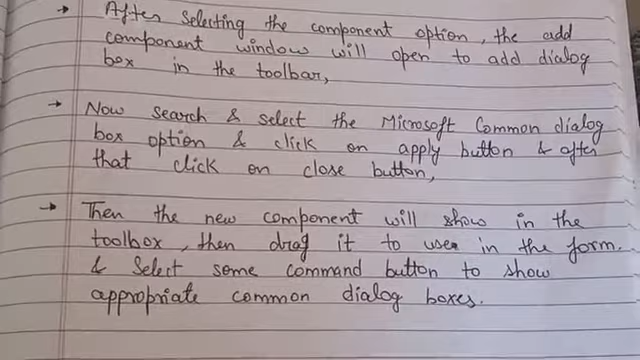 → After selecting the component option, the add
component window will open to add dialog
box in the toolbar,
→ Now search & select the Microsoft Common dialog
box option & click on apply button & after
that click on close button,
→ Then the new component will show in the
toolbox, then drag it to use in the form.
& Select some command button to show
appropriate common dialog boxes.